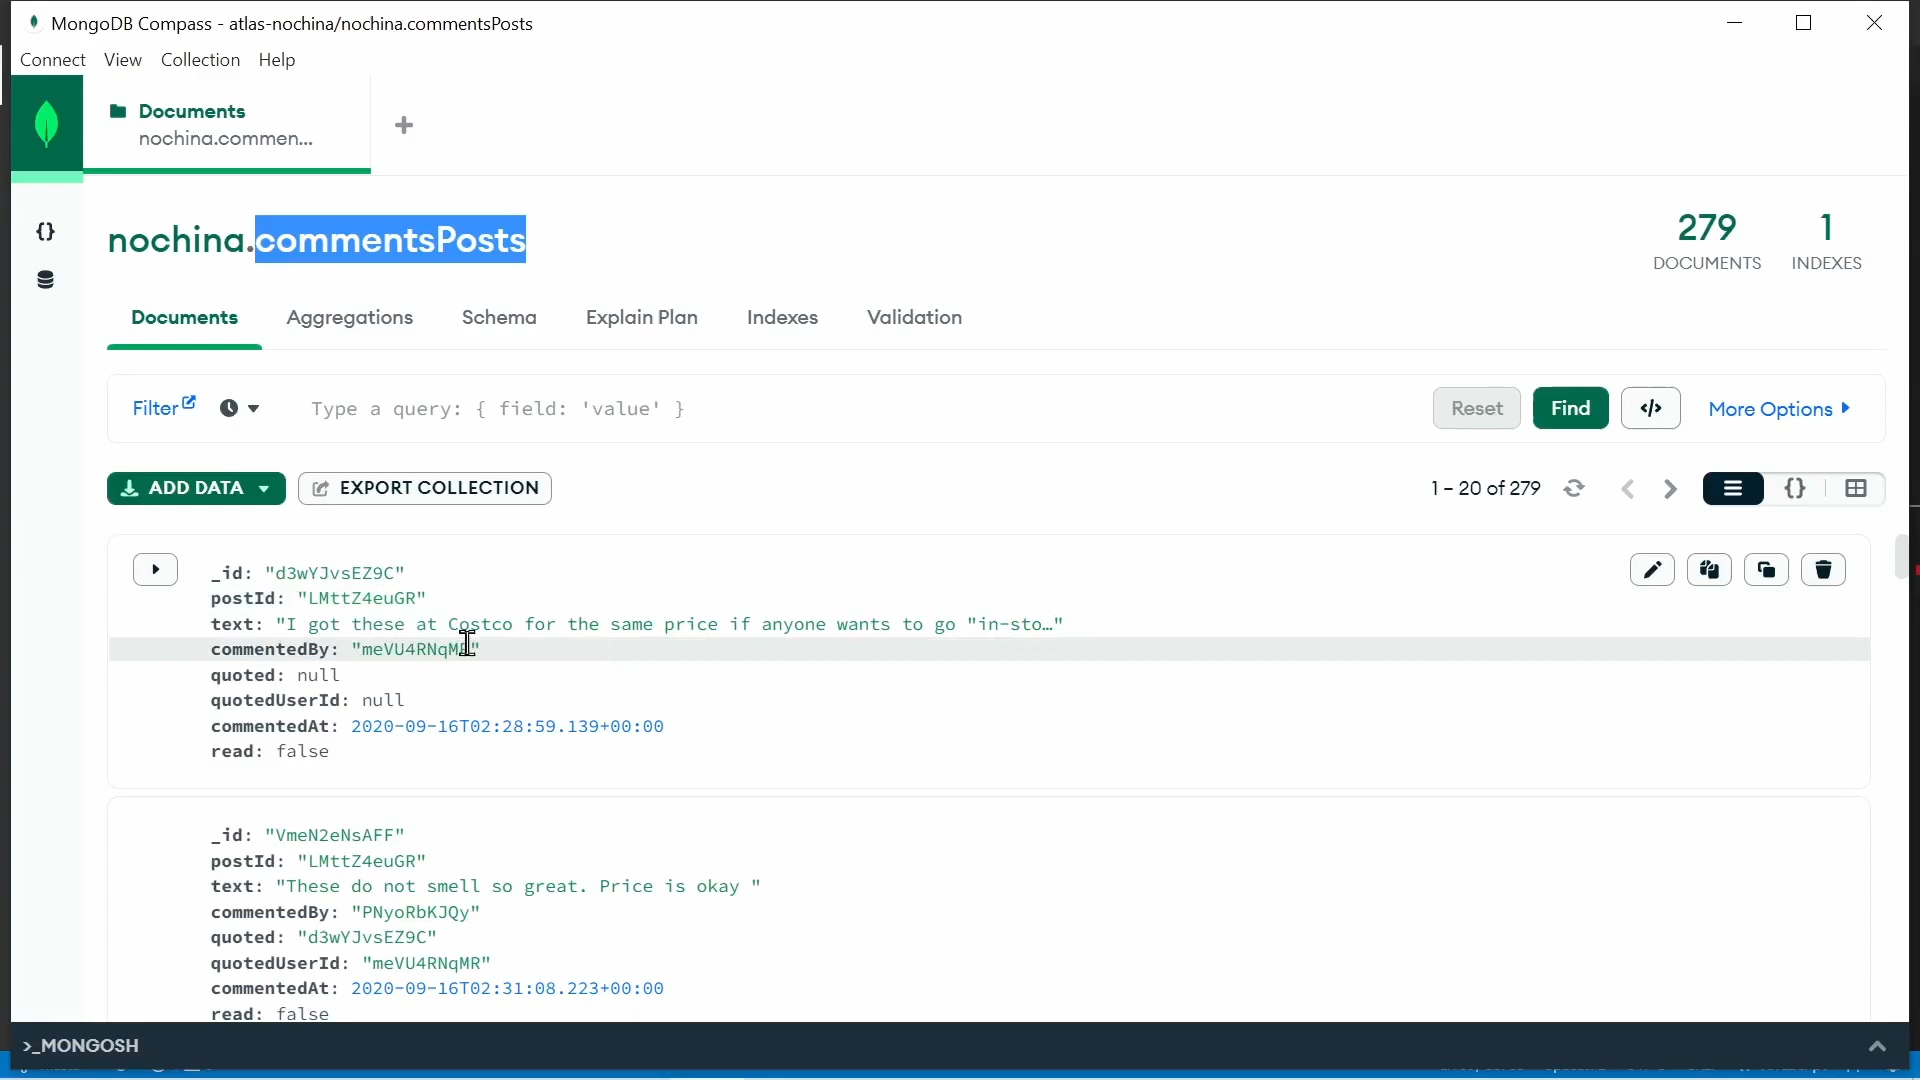 MongoDB Compass - atlas-nochina/nochina.commentsPosts
Connect View Collection Help
Documents
nochina.commen...
+
nochina.commentsPosts
279
DOCUMENTS
1
INDEXES
Documents Aggregations Schema Explain Plan Indexes Validation
Filter Type a query: { field: 'value' } Reset Find </> More Options
ADD DATA EXPORT COLLECTION 1 – 20 of 279 {}
_id: "d3wYJvsEZ9C"
postId: "LMttZ4euGR"
text: "I got these at Costco for the same price if anyone wants to go "in-sto…"
commentedBy: "meVU4RNqMR"
quoted: null
quotedUserId: null
commentedAt: 2020-09-16T02:28:59.139+00:00
read: false
_id: "VmeN2eNsAFF"
postId: "LMttZ4euGR"
text: "These do not smell so great. Price is okay "
commentedBy: "PNyoRbKJQy"
quoted: "d3wYJvsEZ9C"
quotedUserId: "meVU4RNqMR"
commentedAt: 2020-09-16T02:31:08.223+00:00
read: false
>_MONGOSH